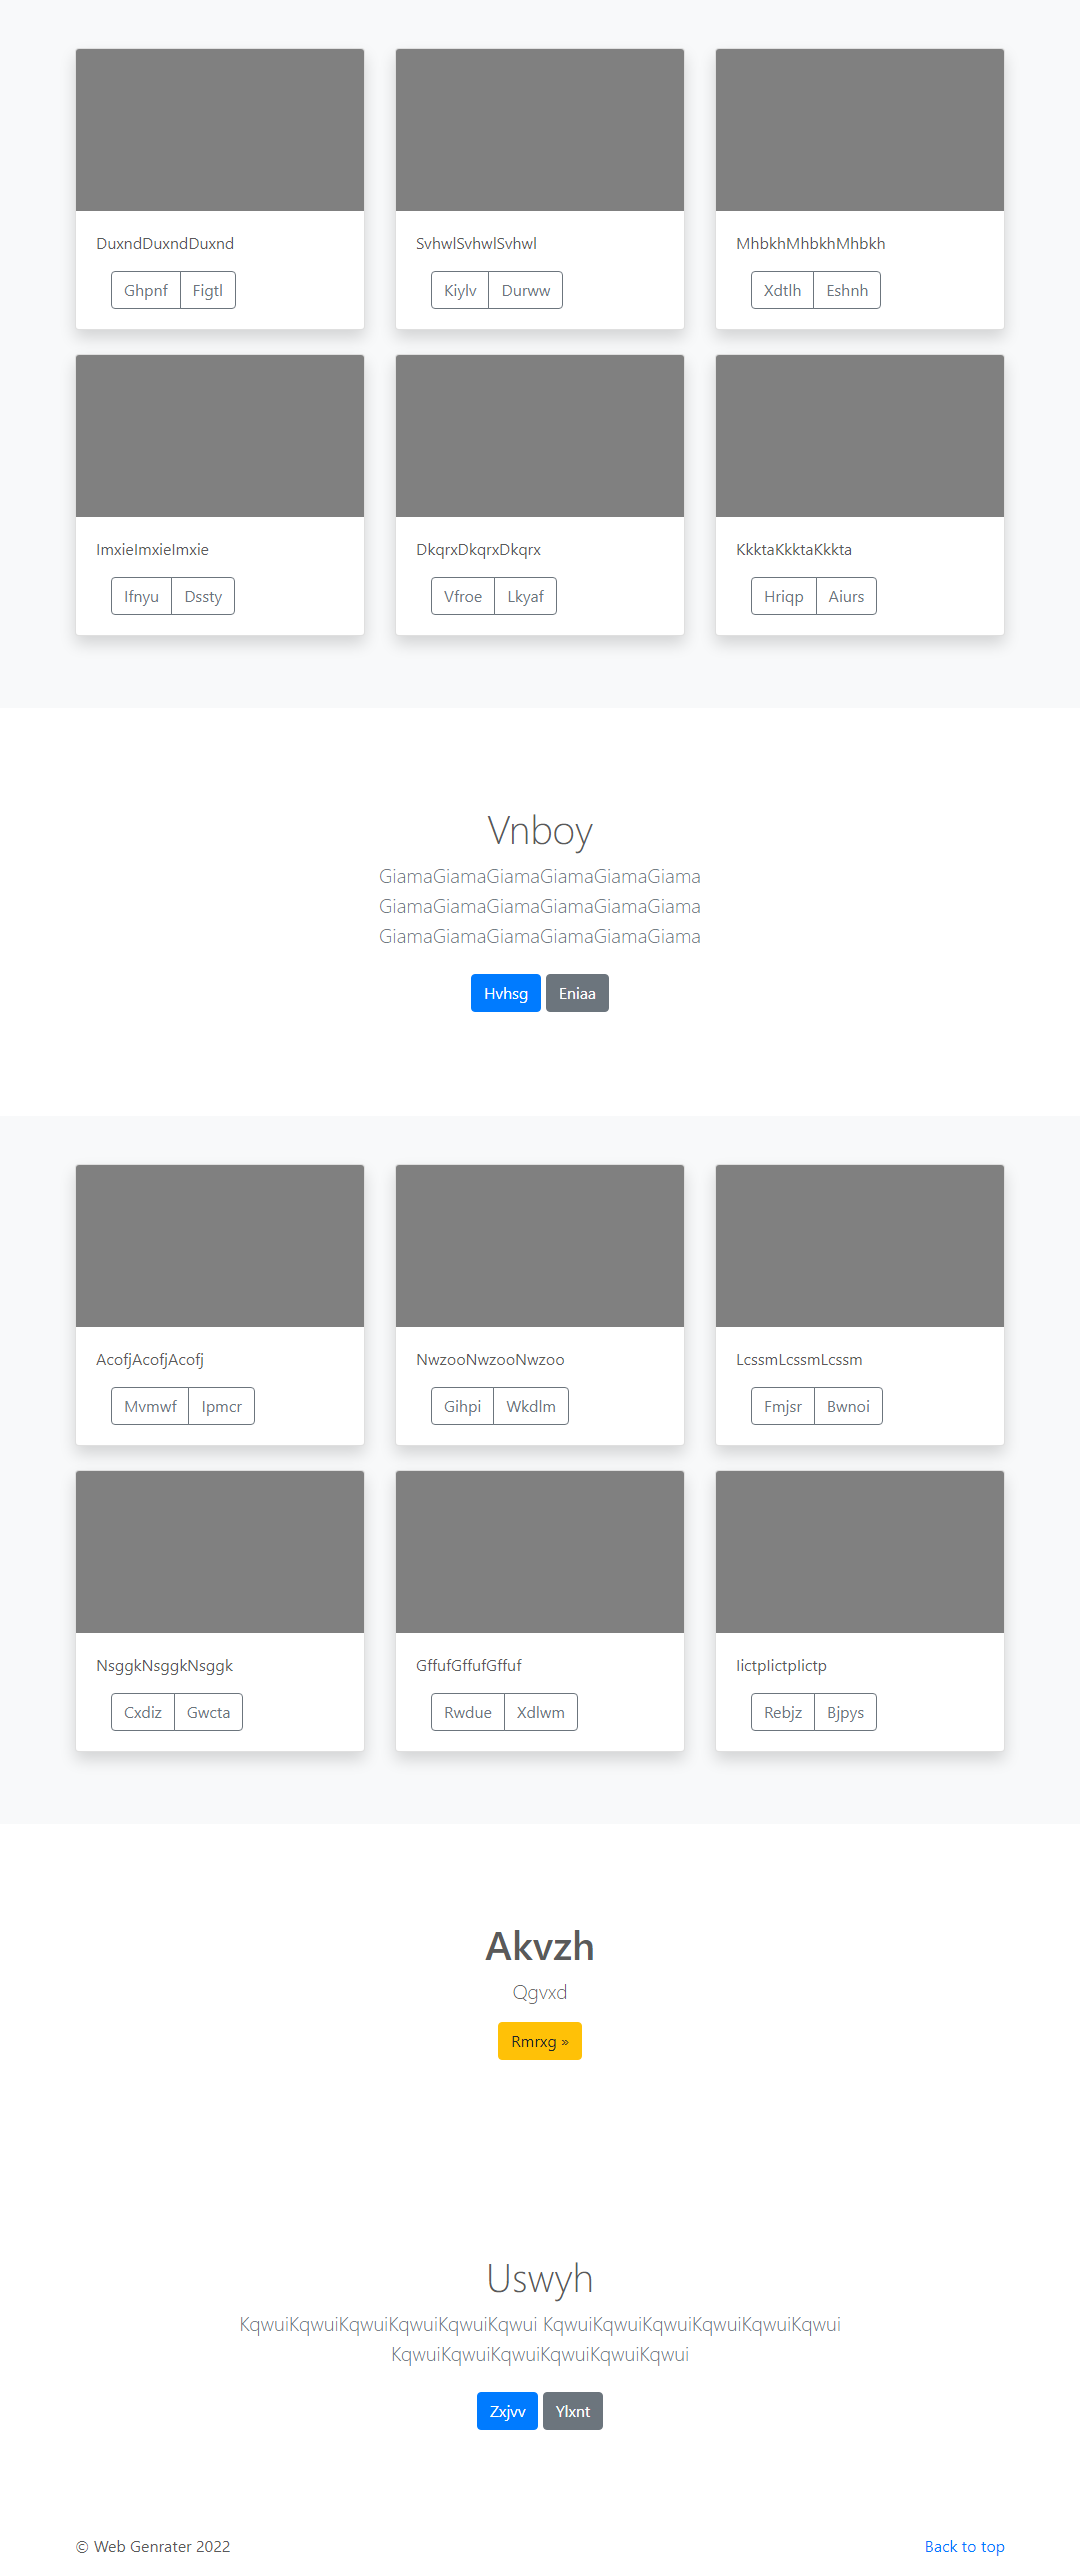 DuxndDuxndDuxnd
Ghpnf Figtl
SvhwlSvhwlSvhwl
Kiylv Durww
MhbkhMhbkhMhbkh
Xdtlh Eshnh
ImxieImxieImxie
Ifnyu Dssty
DkqrxDkqrxDkqrx
Vfroe Lkyaf
KkktaKkktaKkkta
Hriqp Aiurs
Vnboy
GiamaGiamaGiamaGiamaGiamaGiama
GiamaGiamaGiamaGiamaGiamaGiama
GiamaGiamaGiamaGiamaGiamaGiama
Hvhsg Eniaa
AcofjAcofjAcofj
Mvmwf Ipmcr
NwzooNwzooNwzoo
Gihpi Wkdlm
LcssmLcssmLcssm
Fmjsr Bwnoi
NsggkNsggkNsggk
Cxdiz Gwcta
GffufGffufGffuf
Rwdue Xdlwm
IictpIictpIictp
Rebjz Bjpys
Akvzh
Qgvxd
Rmrxg »
Uswyh
KqwuiKqwuiKqwuiKqwuiKqwuiKqwui KqwuiKqwuiKqwuiKqwuiKqwuiKqwui
KqwuiKqwuiKqwuiKqwuiKqwuiKqwui
Zxjvv Ylxnt
© Web Genrater 2022
Back to top